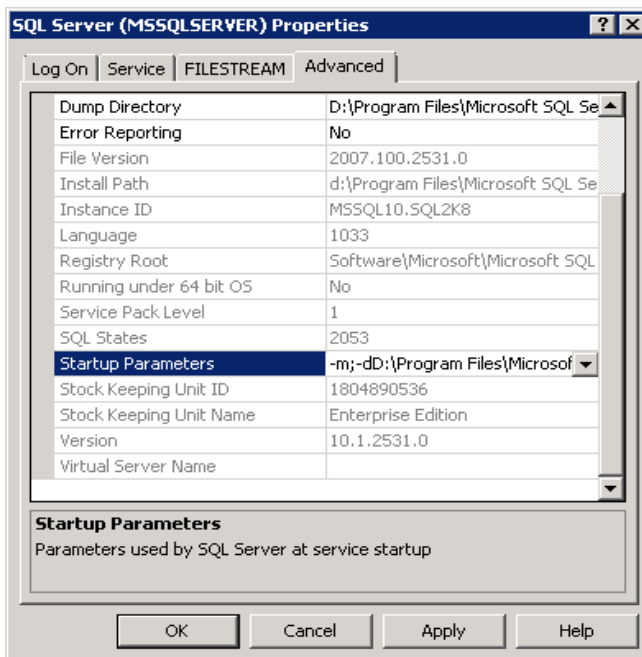 SQL Server (MSSQLSERVER) Properties
Log On Service FILESTREAM Advanced
Dump Directory D:\Program Files\Microsoft SQL Se
Error Reporting No
File Version 2007.100.2531.0
Install Path d:\Program Files\Microsoft SQL Se
Instance ID MSSQL10.SQL2K8
Language 1033
Registry Root Software\Microsoft\Microsoft SQL
Running under 64 bit OS No
Service Pack Level 1
SQL States 2053
Startup Parameters -m;-dD:\Program Files\Microsof
Stock Keeping Unit ID 1804890536
Stock Keeping Unit Name Enterprise Edition
Version 10.1.2531.0
Virtual Server Name
Startup Parameters
Parameters used by SQL Server at service startup
OK Cancel Apply Help